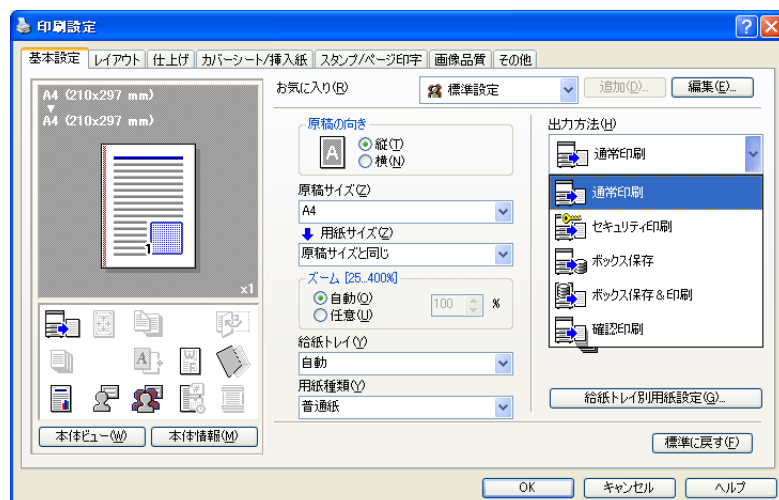 印刷設定
基本設定 レイアウト 仕上げ カバーシート/挿入紙 スタンプ/ページ印字 画像品質 その他
A4 (210x297 mm)
A4 (210x297 mm)
1
x1
本体ビュー(W) 本体情報(M)
お気に入り(R) 標準設定 追加(D)... 編集(E)...
原稿の向き
A
縦(T)
横(N)
原稿サイズ(Z)
A4
用紙サイズ(Z)
原稿サイズと同じ
ズーム [25...400%]
自動(O)
任意(U)
100 %
給紙トレイ(Y)
自動
用紙種類(Y)
普通紙
出力方法(H)
通常印刷
通常印刷
セキュリティ印刷
ボックス保存
ボックス保存&印刷
確認印刷
給紙トレイ別用紙設定(G)...
標準に戻す(F)
OK キャンセル ヘルプ